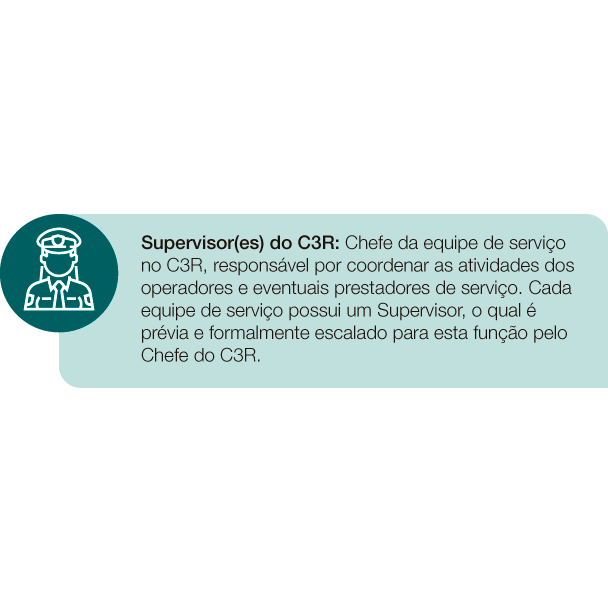 Supervisor(es) do C3R: Chefe da equipe de serviço
no C3R, responsável por coordenar as atividades dos
operadores e eventuais prestadores de serviço. Cada
equipe de serviço possui um Supervisor, o qual é
prévia e formalmente escalado para esta função pelo
Chefe do C3R.